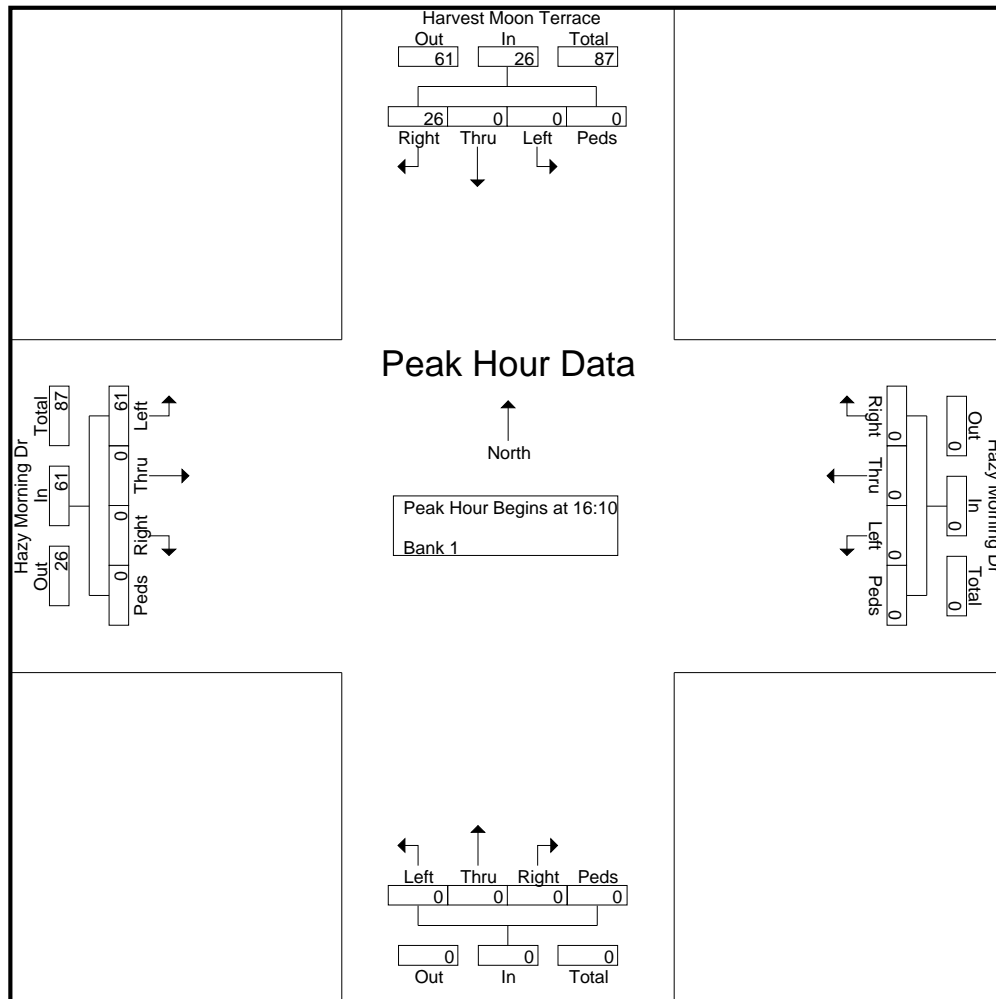 Harvest Moon Terrace
Out In Total
61 26 87
26 0 0 0
Right Thru Left Peds
Peak Hour Data
North
Peak Hour Begins at 16:10
Bank 1
Hazy Morning Dr
Total In Out
87 61 26
61 0 0 0
Left Thru Right Peds
Right Thru Left Peds
0 0 0 0
Out In Total
0 0 0
Hazy Morning Dr
Left Thru Right Peds
0 0 0 0
0 0 0
Out In Total